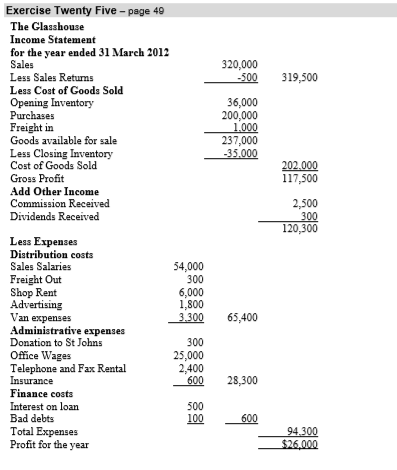 Exercise Twenty Five – page 49
The Glasshouse
Income Statement
for the year ended 31 March 2012
Sales 320,000
Less Sales Returns -500 319,500
Less Cost of Goods Sold
Opening Inventory 36,000
Purchases 200,000
Freight in 1,000
Goods available for sale 237,000
Less Closing Inventory -35,000
Cost of Goods Sold 202,000
Gross Profit 117,500
Add Other Income
Commission Received 2,500
Dividends Received 300
120,300
Less Expenses
Distribution costs
Sales Salaries 54,000
Freight Out 300
Shop Rent 6,000
Advertising 1,800
Van expenses 3,300 65,400
Administrative expenses
Donation to St Johns 300
Office Wages 25,000
Telephone and Fax Rental 2,400
Insurance 600 28,300
Finance costs
Interest on loan 500
Bad debts 100 600
Total Expenses 94,300
Profit for the year $26,000